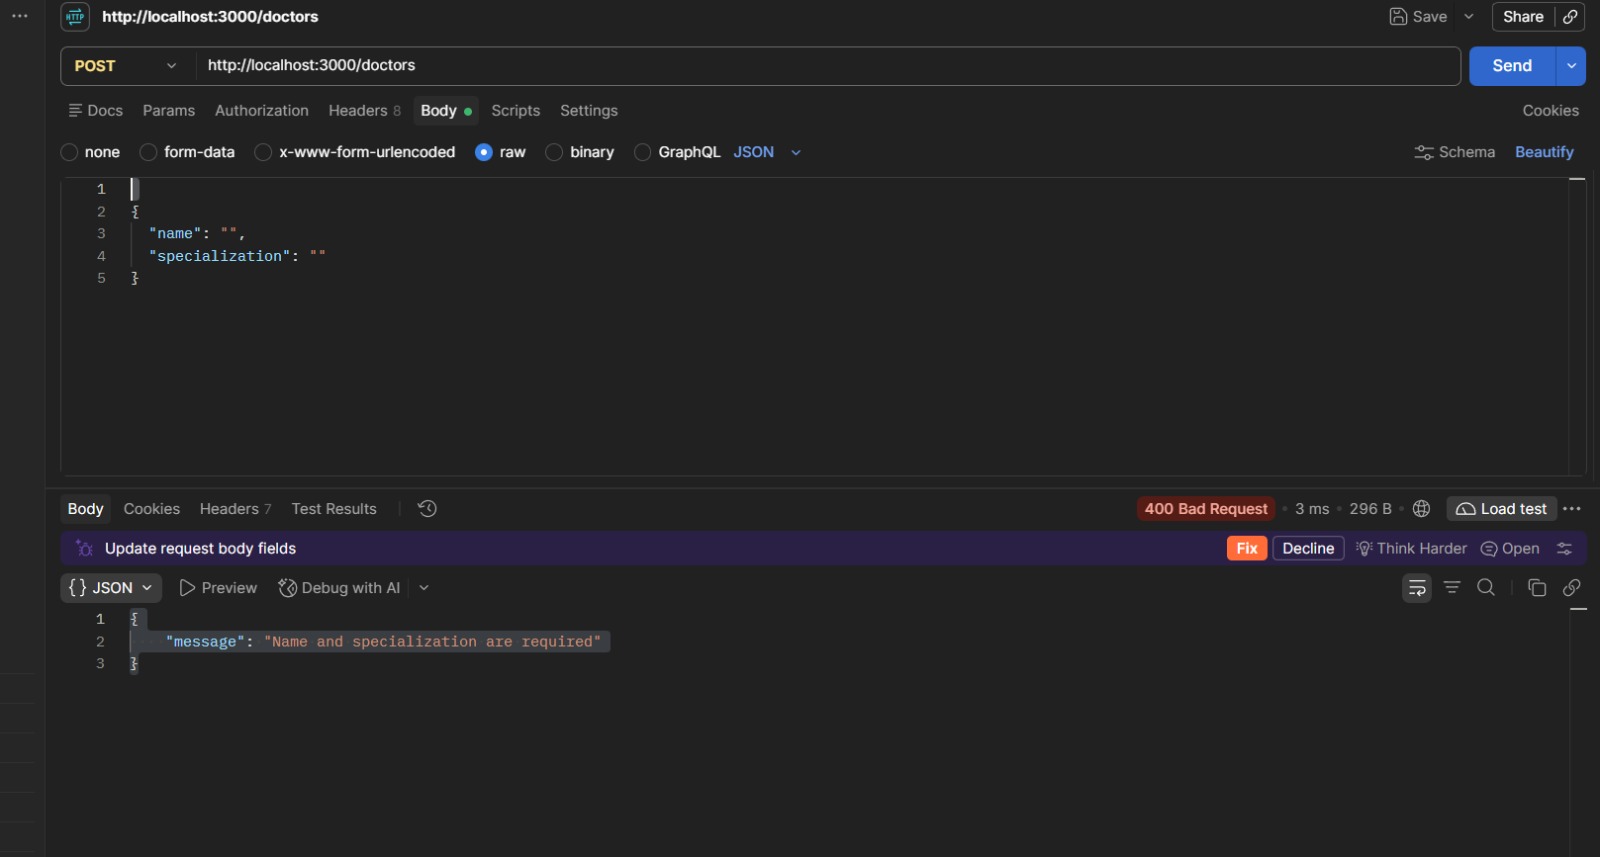 HTTP http://localhost:3000/doctors Save Share
POST http://localhost:3000/doctors Send
Docs Params Authorization Headers 8 Body Scripts Settings Cookies
none form-data x-www-form-urlencoded raw binary GraphQL JSON Schema Beautify
1
2 {
3 "name": "",
4 "specialization": ""
5 }
Body Cookies Headers 7 Test Results 400 Bad Request • 3 ms • 296 B • Load test
Update request body fields Fix Decline Think Harder Open
{} JSON Preview Debug with AI
1 {
2 "message": "Name and specialization are required"
3 }